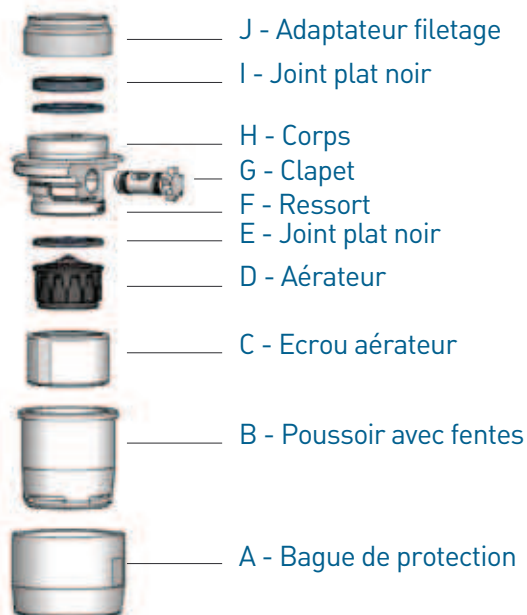 J - Adaptateur filetage
I - Joint plat noir
H - Corps
G - Clapet
F - Ressort
E - Joint plat noir
D - Aérateur
C - Ecrou aérateur
B - Poussoir avec fentes
A - Bague de protection